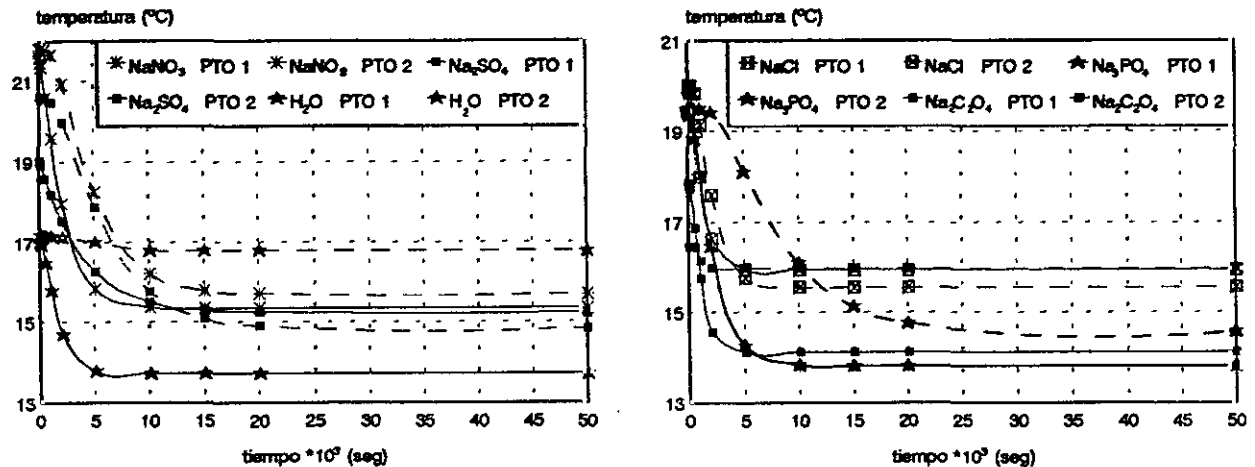 temperatura (ºC)
21
19
17
15
13
NaNO₃ PTO 1 NaNO₃ PTO 2 Na₂SO₄ PTO 1
Na₂SO₄ PTO 2 H₂O PTO 1 H₂O PTO 2
0 5 10 15 20 25 30 35 40 45 50
tiempo *10³ (seg)
temperatura (ºC)
21
19
17
15
13
NaCl PTO 1 NaCl PTO 2 Na₃PO₄ PTO 1
Na₃PO₄ PTO 2 Na₂C₂O₄ PTO 1 Na₂C₂O₄ PTO 2
0 5 10 15 20 25 30 35 40 45 50
tiempo *10³ (seg)